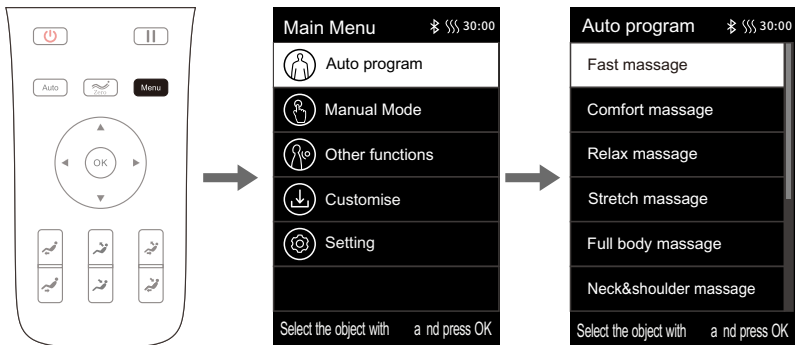 Auto
Zero
Menu
OK
Main Menu 30:00
Auto program
Manual Mode
Other functions
Customise
Setting
Select the object with a nd press OK
Auto program 30:00
Fast massage
Comfort massage
Relax massage
Stretch massage
Full body massage
Neck&shoulder massage
Select the object with a nd press OK